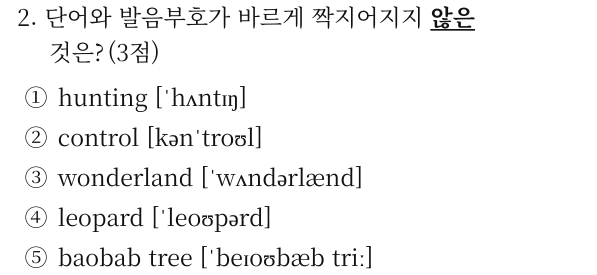 2. 단어와 발음부호가 바르게 짝지어지지 않은
것은? (3점)
① hunting [ˈhʌntɪŋ]
② control [kənˈtroʊl]
③ wonderland [ˈwʌndərlænd]
④ leopard [ˈleoʊpərd]
⑤ baobab tree [ˈbeɪoʊbæb triː]